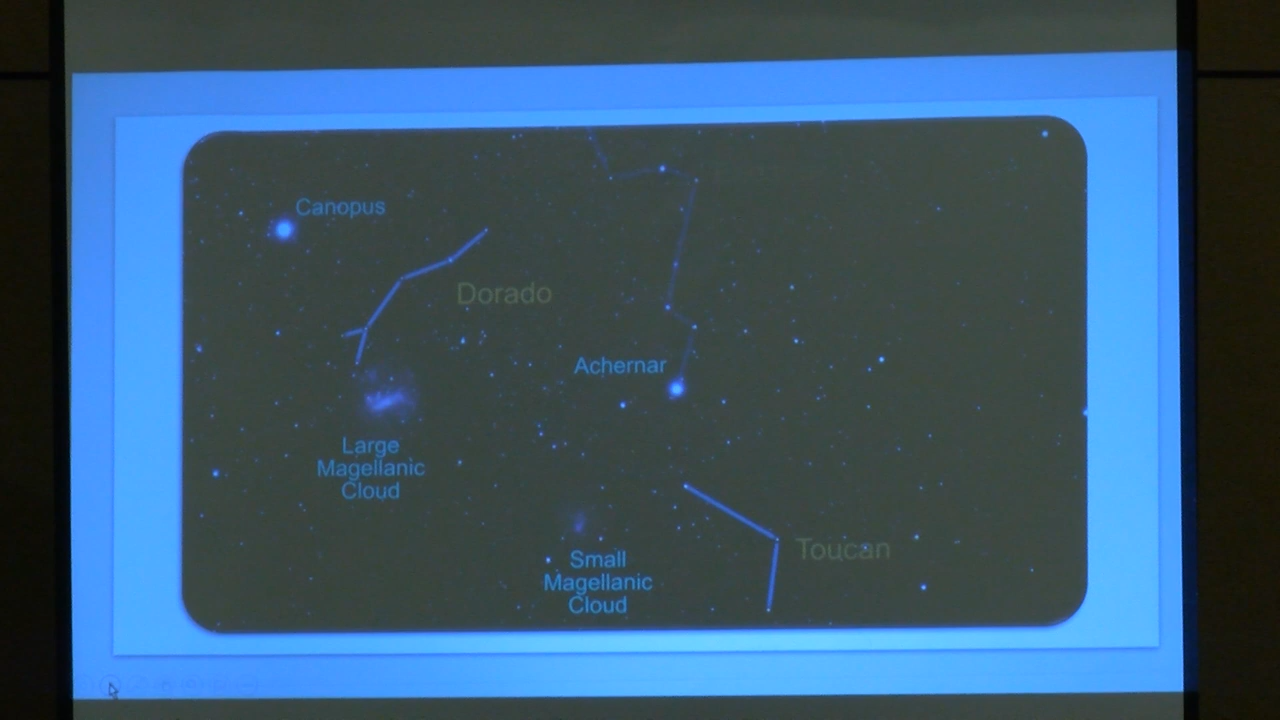 Canopus
Dorado
Achernar
Large
Magellanic
Cloud
Toucan
Small
Magellanic
Cloud